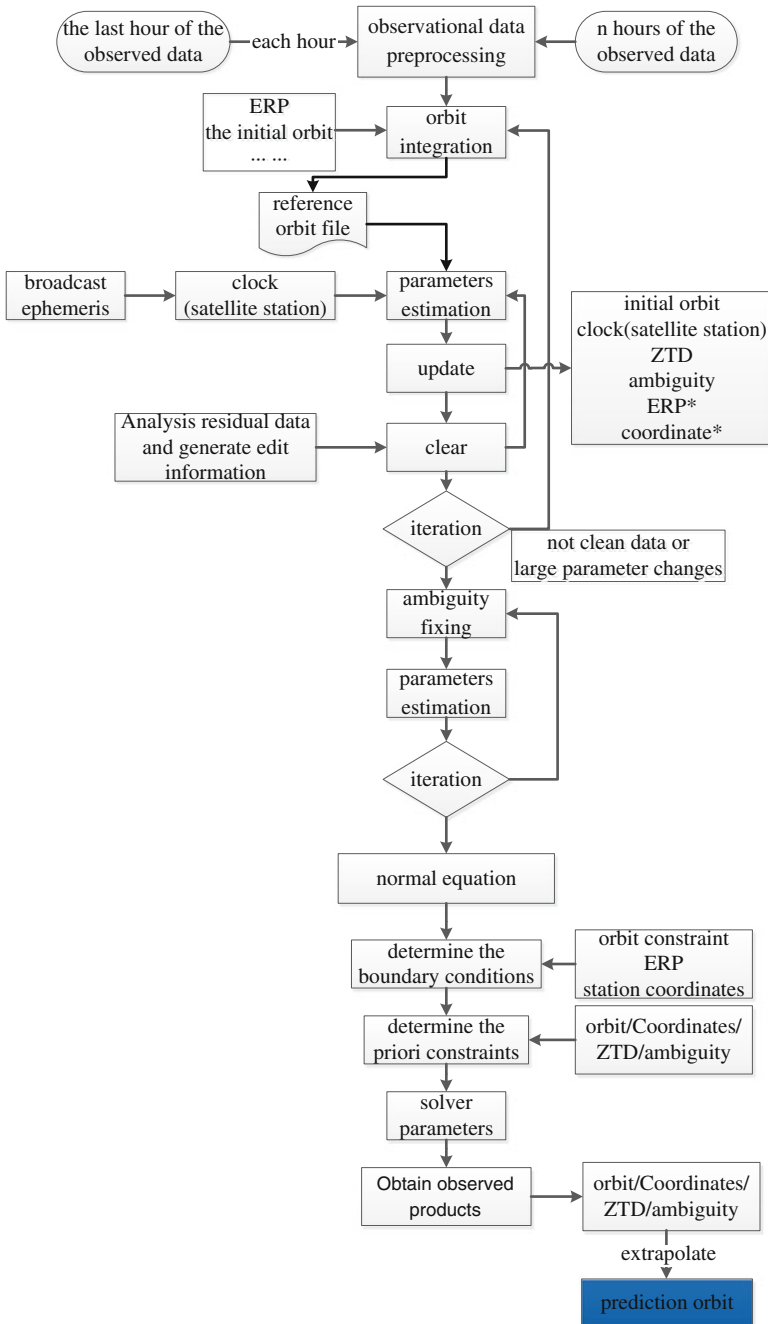 the last hour of the
observed data
each hour
observational data
preprocessing
n hours of the
observed data
ERP
the initial orbit
... ...
orbit
integration
reference
orbit file
broadcast
ephemeris
clock
(satellite station)
parameters
estimation
initial orbit
clock(satellite station)
ZTD
ambiguity
ERP*
coordinate*
update
Analysis residual data
and generate edit
information
clear
iteration
not clean data or
large parameter changes
ambiguity
fixing
parameters
estimation
iteration
normal equation
determine the
boundary conditions
orbit constraint
ERP
station coordinates
determine the
priori constraints
orbit/Coordinates/
ZTD/ambiguity
solver
parameters
Obtain observed
products
orbit/Coordinates/
ZTD/ambiguity
extrapolate
prediction orbit